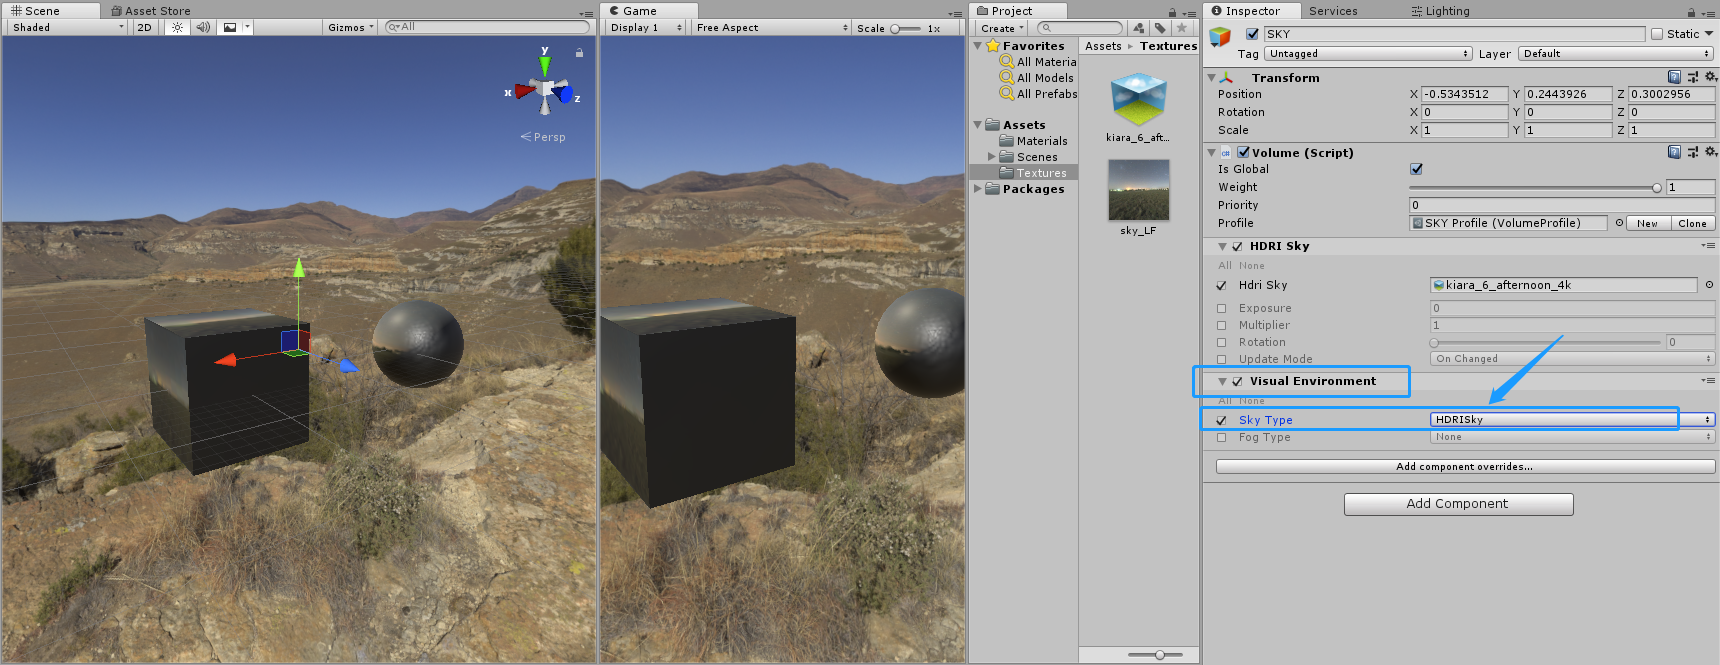 Scene
Asset Store
Shaded
2D
Gizmos
All
y
x
z
Persp
Game
Display 1
Free Aspect
Scale
1x
Project
Create
Favorites
All Materia
All Models
All Prefabs
Assets
Materials
Scenes
Textures
Packages
Assets
Textures
kiara_6_aft...
sky_LF
Inspector
Services
Lighting
SKY
Static
Tag
Untagged
Layer
Default
Transform
Position X -0.5343512 Y 0.2443926 Z 0.3002956
Rotation X 0 Y 0 Z 0
Scale X 1 Y 1 Z 1
Volume (Script)
Is Global
Weight 1
Priority 0
Profile SKY Profile (VolumeProfile) New Clone
HDRI Sky
All None
Hdri Sky kiara_6_afternoon_4k
Exposure 0
Multiplier 1
Rotation 0
Update Mode On Changed
Visual Environment
All None
Sky Type HDRISky
Fog Type None
Add component overrides...
Add Component